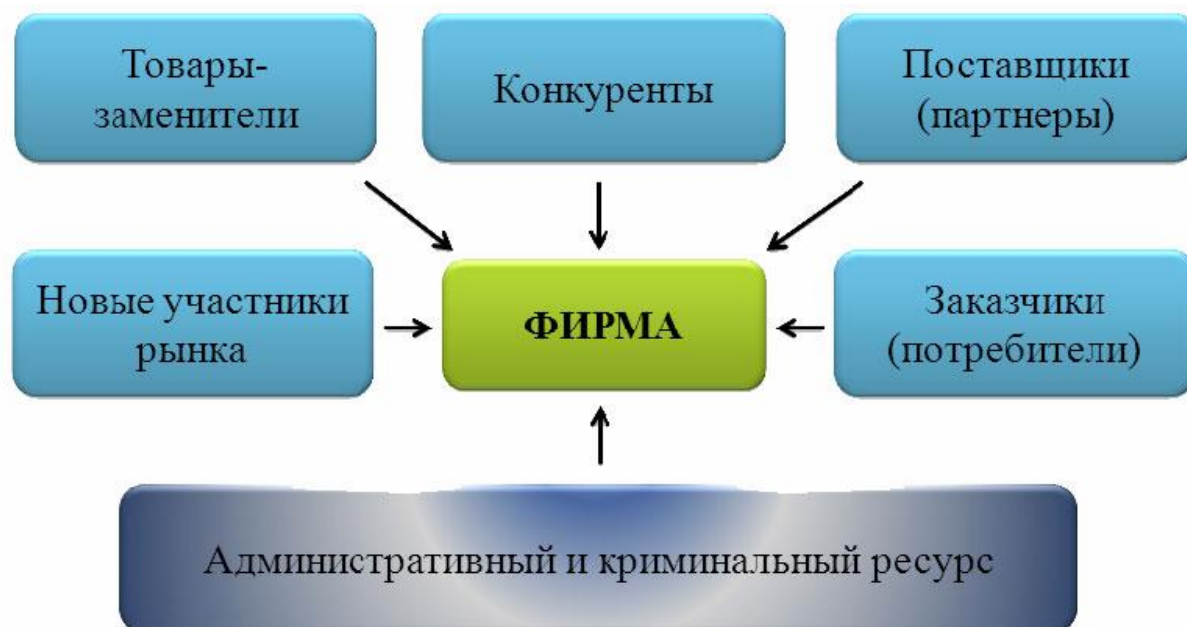 Товары-
заменители
Конкуренты
Поставщики
(партнеры)
Новые участники
рынка
ФИРМА
Заказчики
(потребители)
Административный и криминальный ресурс